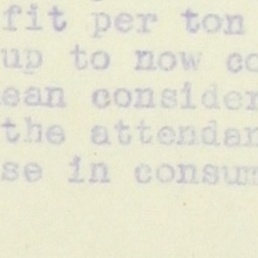 fit per ton
up to now co
ean consider
the attendan
se in consum